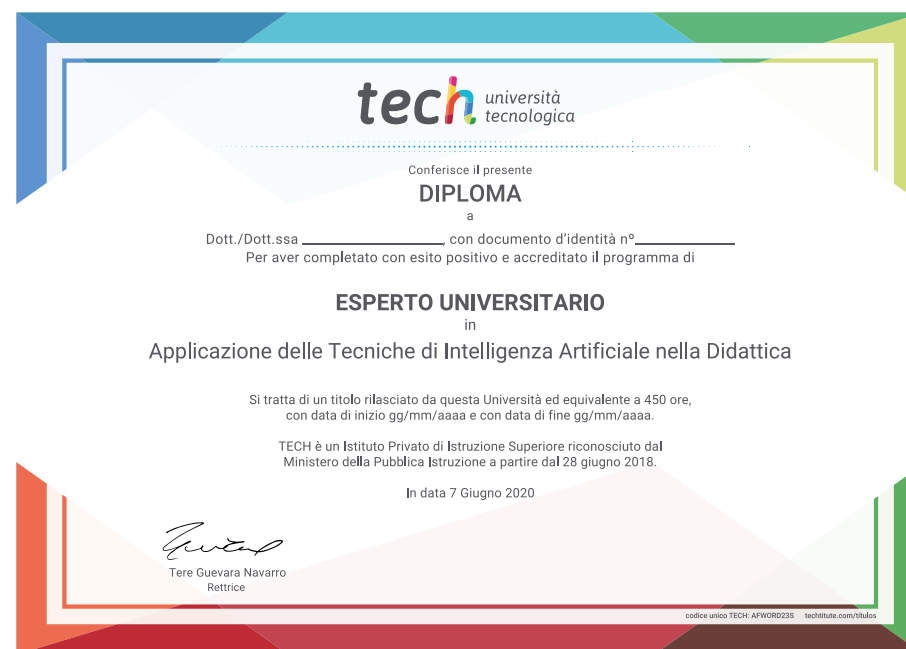 tech università
tecnologica
Conferisce il presente
DIPLOMA
a
Dott./Dott.ssa ____________________, con documento d'identità nº______________
Per aver completato con esito positivo e accreditato il programma di
ESPERTO UNIVERSITARIO
in
Applicazione delle Tecniche di Intelligenza Artificiale nella Didattica
Si tratta di un titolo rilasciato da questa Università ed equivalente a 450 ore,
con data di inizio gg/mm/aaaa e con data di fine gg/mm/aaaa.
TECH è un Istituto Privato di Istruzione Superiore riconosciuto dal
Ministero della Pubblica Istruzione a partire dal 28 giugno 2018.
In data 7 Giugno 2020
Tere Guevara Navarro
Rettrice
codice unico TECH: AFWORD23S techtitute.com/titulos